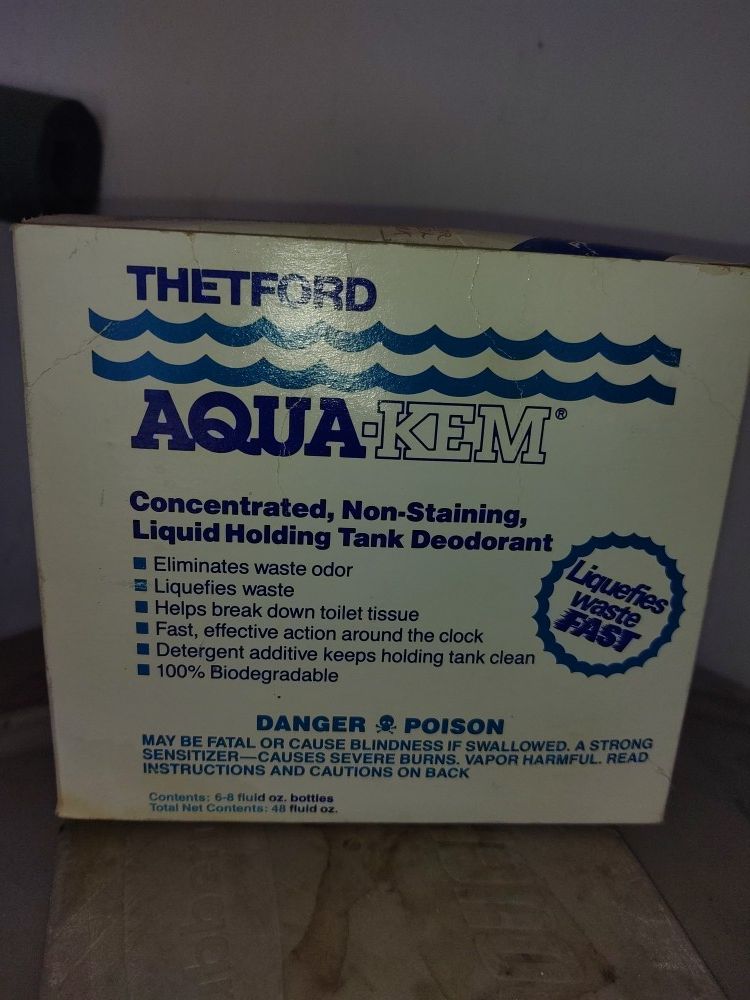 THETFORD
AQUA-KEM®
Concentrated, Non-Staining,
Liquid Holding Tank Deodorant
Eliminates waste odor
Liquefies waste
Helps break down toilet tissue
Fast, effective action around the clock
Detergent additive keeps holding tank clean
100% Biodegradable
Liquefies
waste
FAST
DANGER ☠ POISON
MAY BE FATAL OR CAUSE BLINDNESS IF SWALLOWED. A STRONG
SENSITIZER—CAUSES SEVERE BURNS. VAPOR HARMFUL. READ
INSTRUCTIONS AND CAUTIONS ON BACK
Contents: 6-8 fluid oz. bottles
Total Net Contents: 48 fluid oz.